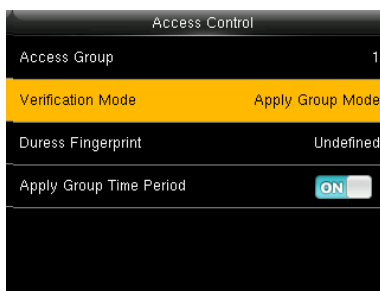 Access Control
Access Group 1
Verification Mode Apply Group Mode
Duress Fingerprint Undefined
Apply Group Time Period ON